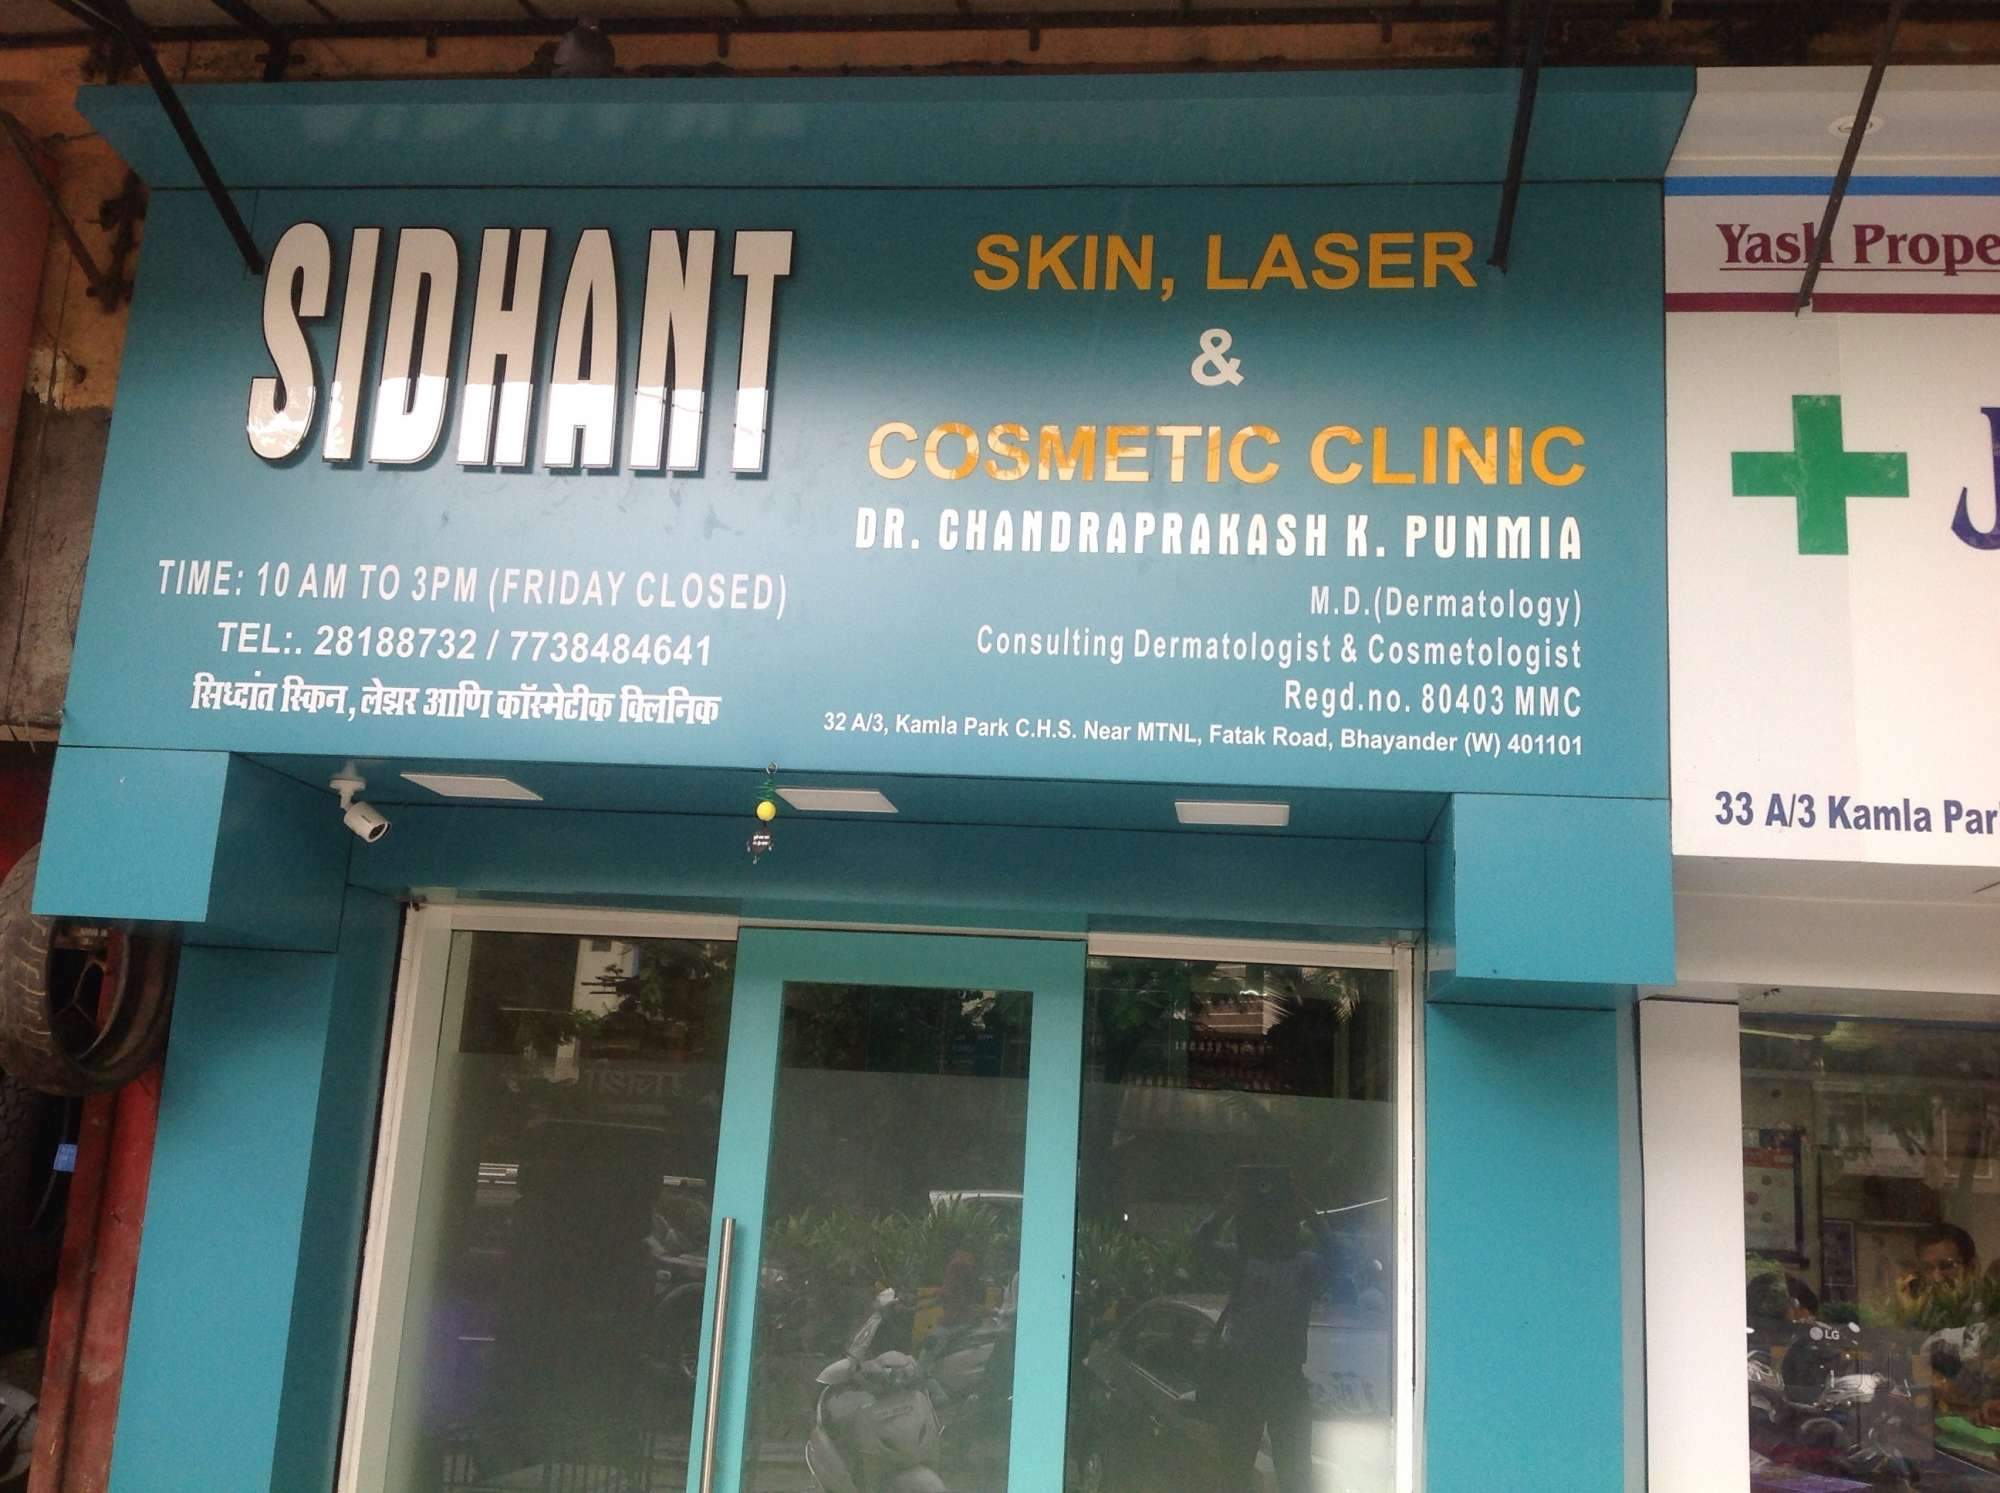 SIDHANT
SKIN, LASER
&
COSMETIC CLINIC
DR. CHANDRAPRAKASH K. PUNMIA
M.D.(Dermatology)
Consulting Dermatologist & Cosmetologist
Regd.no. 80403 MMC
32 A/3, Kamla Park C.H.S. Near MTNL, Fatak Road, Bhayander (W) 401101
TIME: 10 AM TO 3PM (FRIDAY CLOSED)
TEL:. 28188732 / 7738484641
सिध्दांत स्किन, लेझर आणि कॉस्मेटीक क्लिनिक
Yash Prope
J
33 A/3 Kamla Par
LG